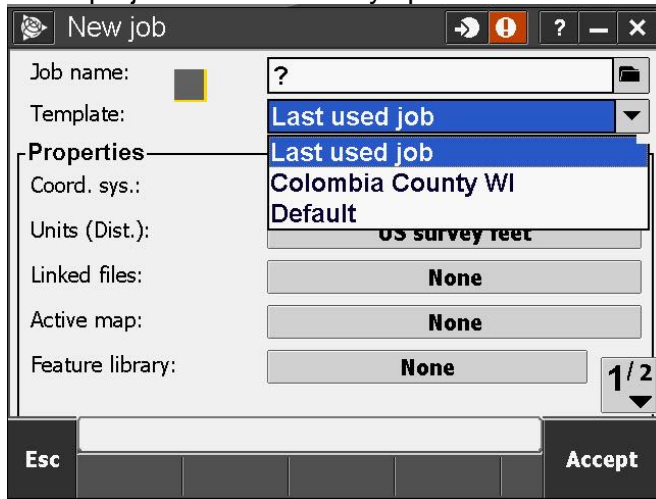 New job
?
Job name:
?
Template:
Last used job
Last used job
Colombia County WI
Default
Properties
Coord. sys.:
Units (Dist.):
US survey feet
Linked files:
None
Active map:
None
Feature library:
None
1/2
Esc
Accept